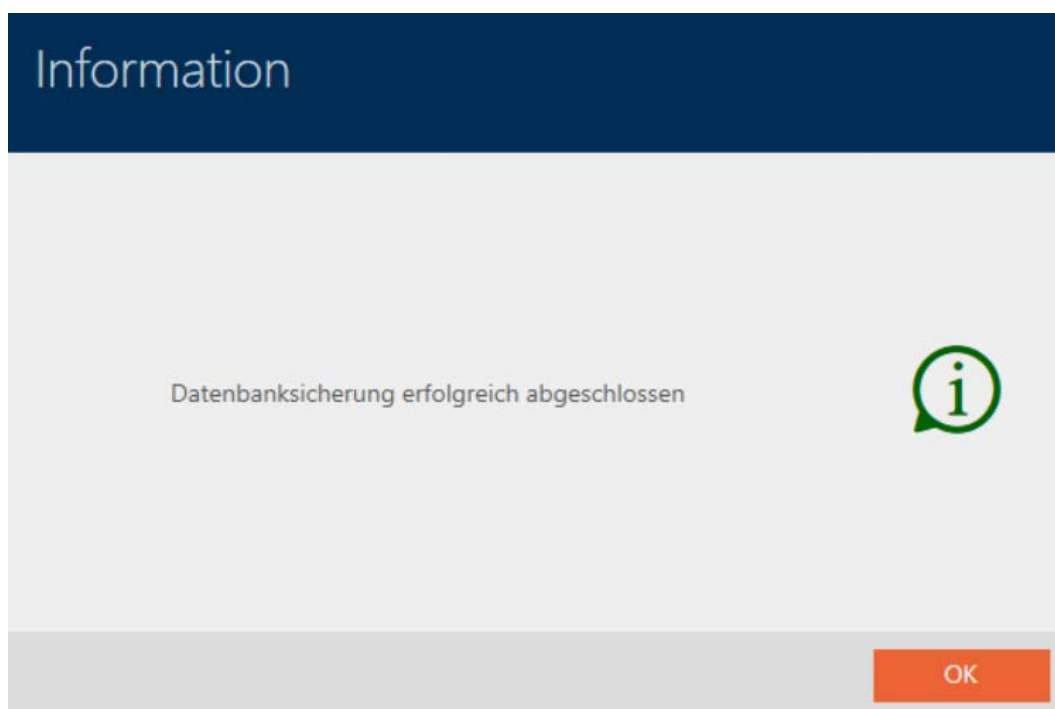 Information
Datenbanksicherung erfolgreich abgeschlossen
i
OK